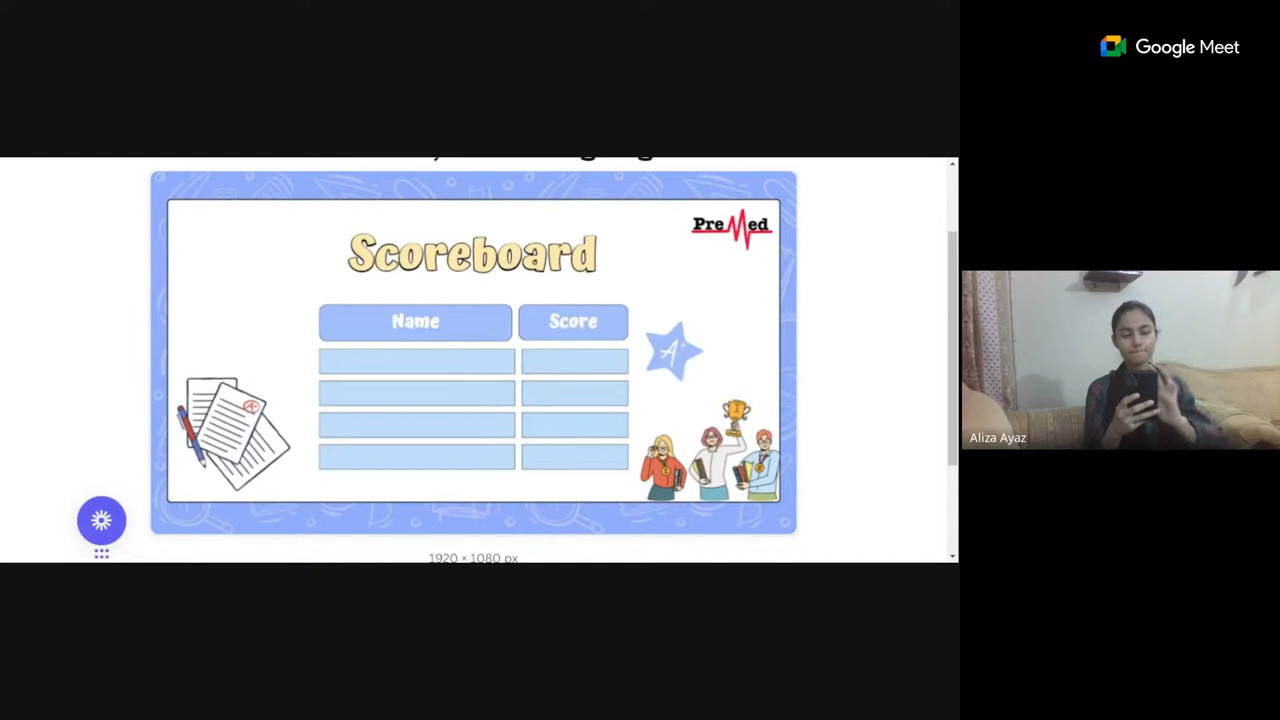 Google Meet
PreMed
Scoreboard
Name Score
A+
A+
Aliza Ayaz
1920 × 1080 px